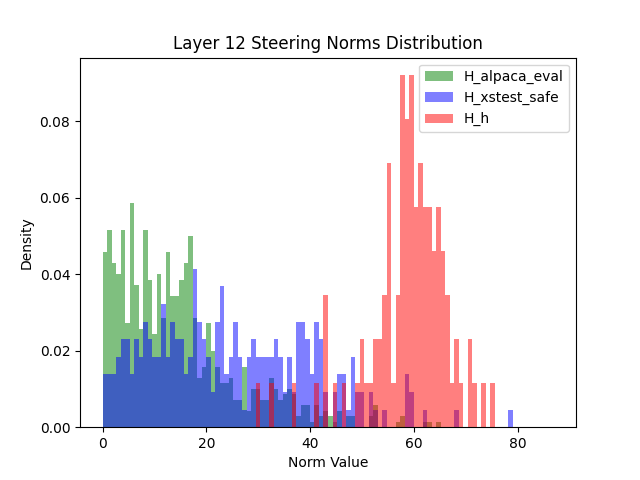 Layer 12 Steering Norms Distribution
H_alpaca_eval
H_xstest_safe
H_h
Density
0.08
0.06
0.04
0.02
0.00
0 20 40 60 80
Norm Value